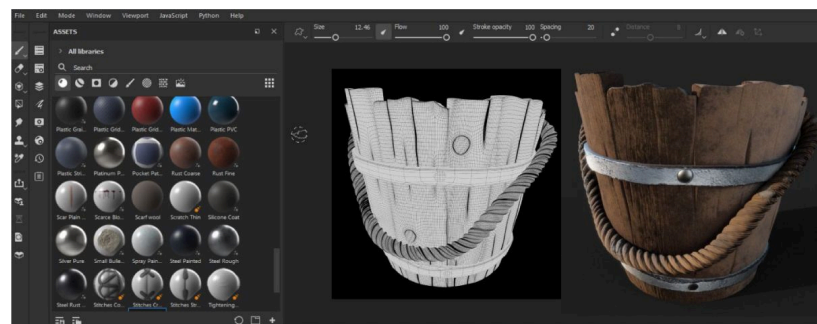 File Edit Mode Window Viewport JavaScript Python Help
ASSETS
Size 12.46 Flow 100 Stroke opacity 100 Spacing 20 Distance 8
All libraries
Search
Plastic Grai... Plastic Grid... Plastic Grid... Plastic Mat... Plastic PVC
Plastic Stri... Platinum P... Pocket Pat... Rust Coarse Rust Fine
Scar Plain ... Scarce Blo... Scarf wool Scratch Thin Silicone Coat
Silver Pure Small Bulle... Spray Pain... Steel Painted Steel Rough
Steel Rust ... Stitches Co... Stitches Cr... Stitches Str... Tightening...